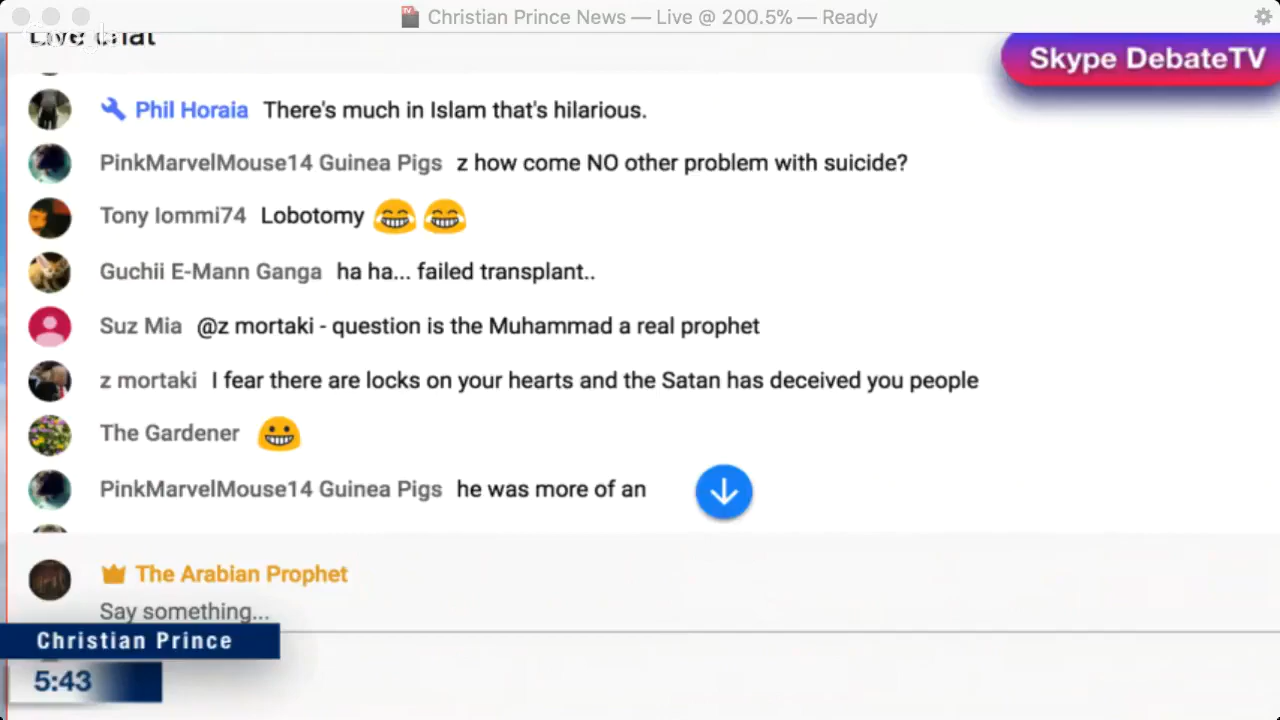 Christian Prince News — Live @ 200.5% — Ready
Live chat
Skype DebateTV
Phil Horaia There's much in Islam that's hilarious.
PinkMarvelMouse14 Guinea Pigs z how come NO other problem with suicide?
Tony Iommi74 Lobotomy 😂😂
Guchii E-Mann Ganga ha ha... failed transplant..
Suz Mia @z mortaki - question is the Muhammad a real prophet
z mortaki I fear there are locks on your hearts and the Satan has deceived you people
The Gardener 😀
PinkMarvelMouse14 Guinea Pigs he was more of an
The Arabian Prophet
Say something...
Christian Prince
5:43